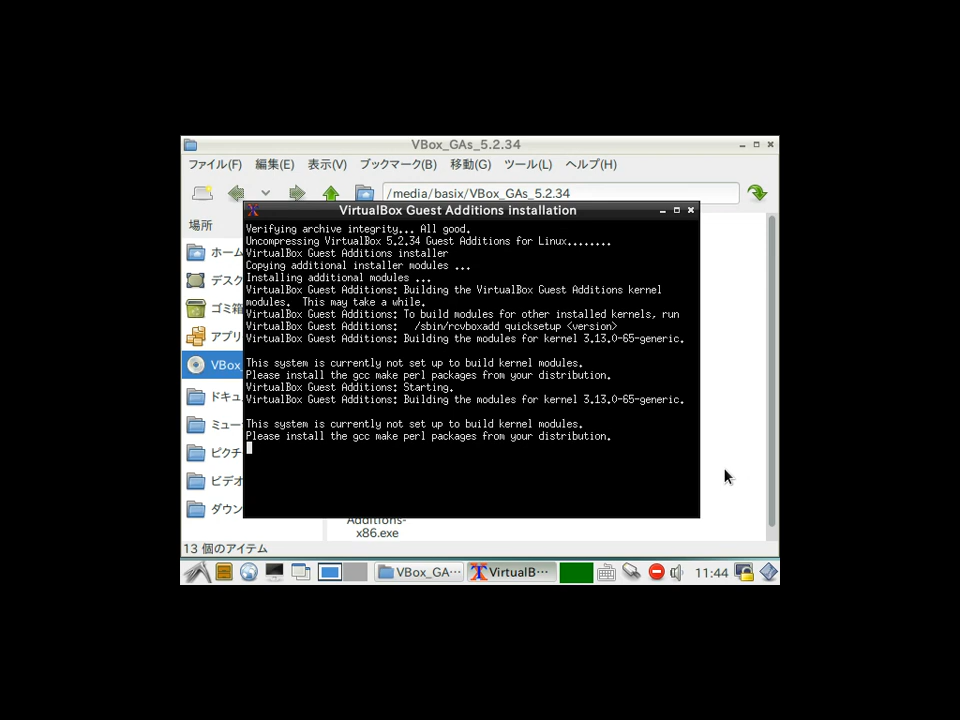 VBox_GAs_5.2.34
ファイル(F) 編集(E) 表示(V) ブックマーク(B) 移動(G) ツール(L) ヘルプ(H)
/media/basix/VBox_GAs_5.2.34
場所
VirtualBox Guest Additions installation
Verifying archive integrity... All good.
Uncompressing VirtualBox 5.2.34 Guest Additions for Linux.......
VirtualBox Guest Additions installer
Copying additional installer modules ...
Installing additional modules ...
VirtualBox Guest Additions: Building the VirtualBox Guest Additions kernel
modules.  This may take a while.
VirtualBox Guest Additions: To build modules for other installed kernels, run
VirtualBox Guest Additions:   /sbin/rcvboxadd quicksetup <version>
VirtualBox Guest Additions: Building the modules for kernel 3.13.0-65-generic.
This system is currently not set up to build kernel modules.
Please install the gcc make perl packages from your distribution.
VirtualBox Guest Additions: Starting.
VirtualBox Guest Additions: Building the modules for kernel 3.13.0-65-generic.
This system is currently not set up to build kernel modules.
Please install the gcc make perl packages from your distribution.
ホーム
デスク
ゴミ箱
アプリ
VBox_
ドキュ
ミュー
ピクチ
ビデオ
ダウン
Additions-
x86.exe
13 個のアイテム
VBox_GA…
VirtualB…
11:44